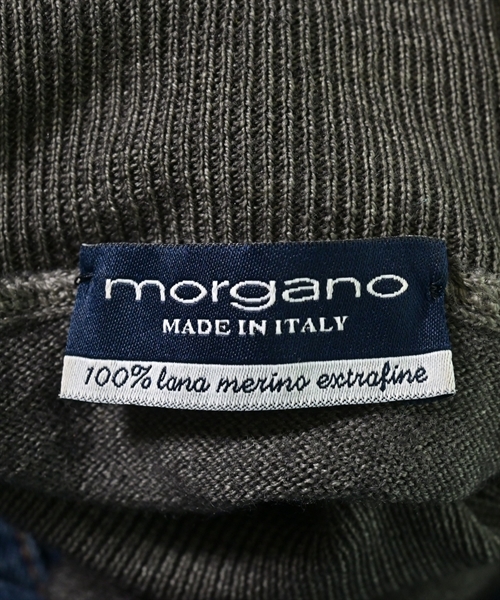 morgano
MADE IN ITALY
100% lana merino extrafine